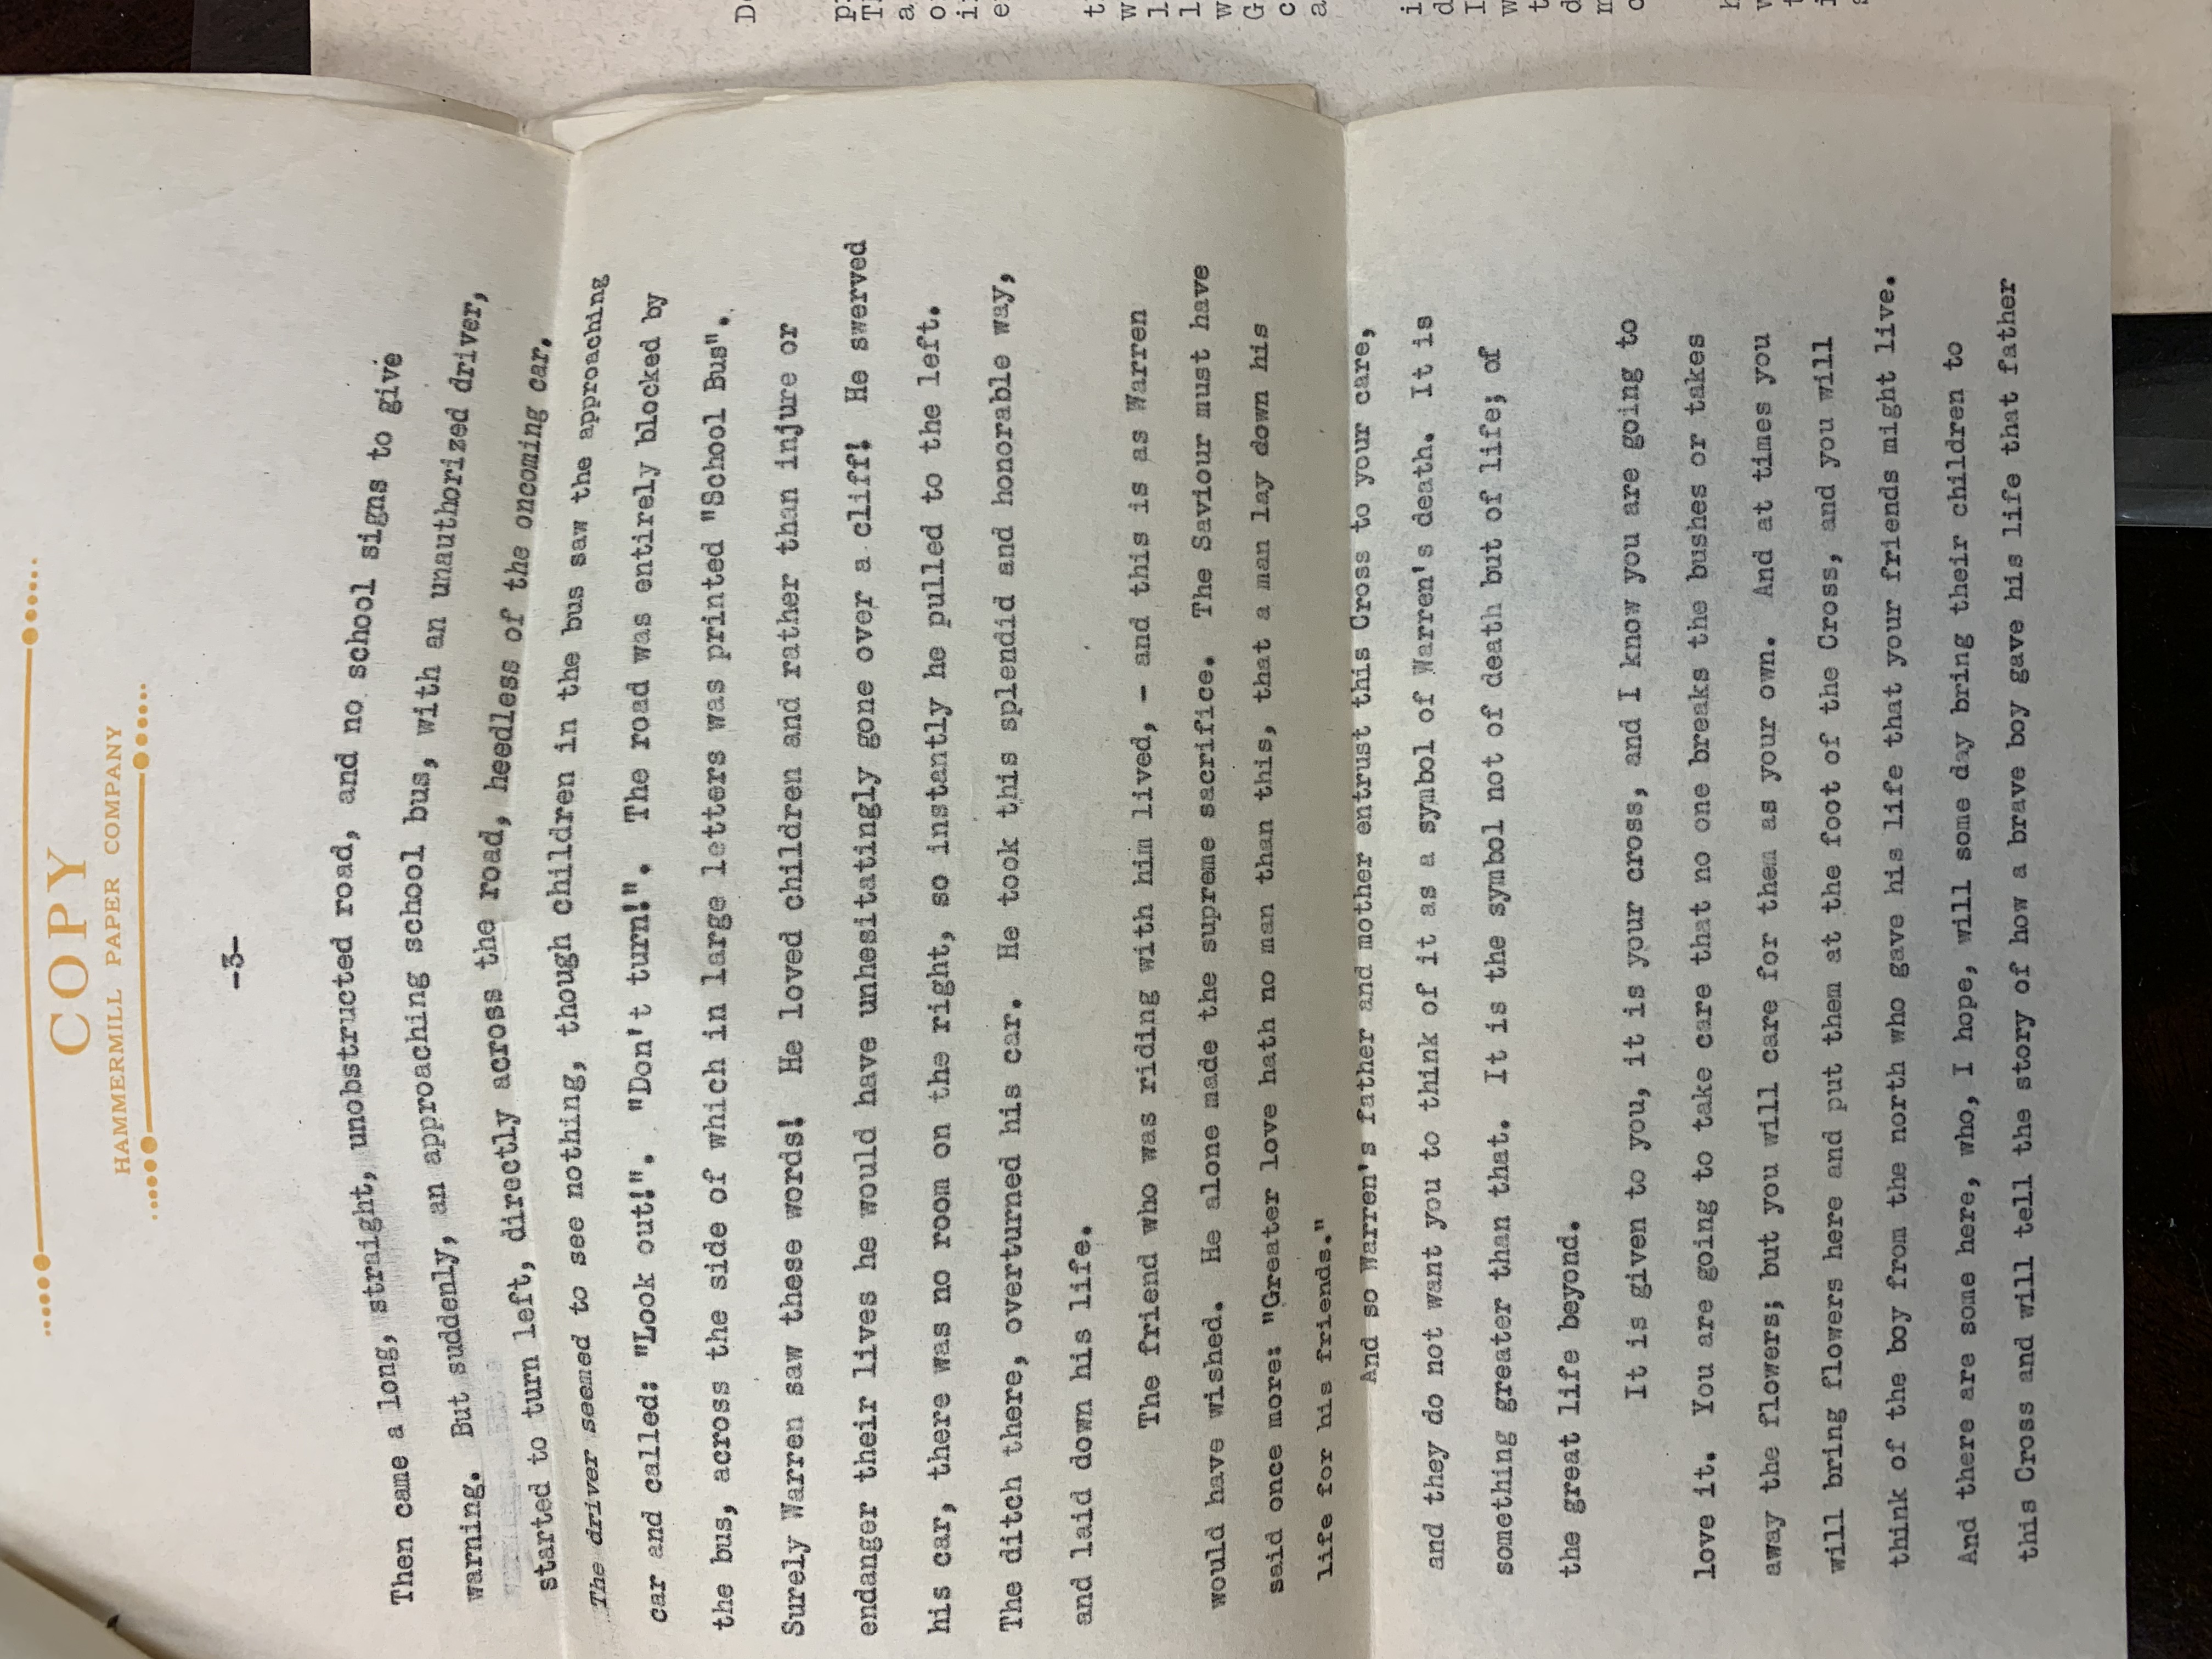 COPY
HAMMERMILL PAPER COMPANY
-3-
Then came a long, straight, unobstructed road, and no school signs to give
warning. But suddenly, an approaching school bus, with an unauthorized driver,
started to turn left, directly across the road, heedless of the oncoming car.
The driver seemed to see nothing, though children in the bus saw the approaching
car and called: "Look out!". "Don't turn!". The road was entirely blocked by
the bus, across the side of which in large letters was printed "School Bus".
Surely Warren saw these words! He loved children and rather than injure or
endanger their lives he would have unhesitatingly gone over a cliff! He swerved
his car, there was no room on the right, so instantly he pulled to the left.
The ditch there, overturned his car. He took this splendid and honorable way,
and laid down his life.
The friend who was riding with him lived, - and this is as Warren
would have wished. He alone made the supreme sacrifice. The Saviour must have
said once more: "Greater love hath no man than this, that a man lay down his
life for his friends."
And so Warren's father and mother entrust this Cross to your care,
and they do not want you to think of it as a symbol of Warren's death. It is
something greater than that. It is the symbol not of death but of life; of
the great life beyond.
It is given to you, it is your cross, and I know you are going to
love it. You are going to take care that no one breaks the bushes or takes
away the flowers; but you will care for them as your own. And at times you
will bring flowers here and put them at the foot of the Cross, and you will
think of the boy from the north who gave his life that your friends might live.
And there are some here, who, I hope, will some day bring their children to
this Cross and will tell the story of how a brave boy gave his life that father